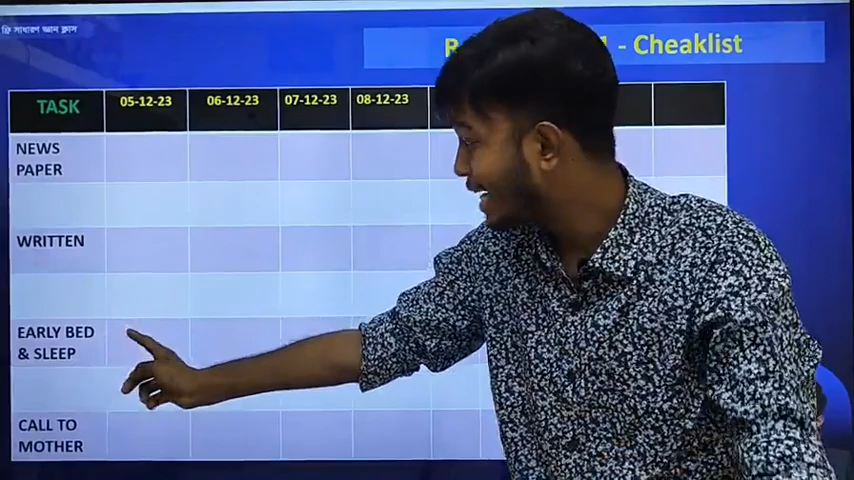 ফ্রি সাধারণ জ্ঞান ক্লাস
- Checklist
TASK 05-12-23 06-12-23 07-12-23 08-12-23
NEWS
PAPER
WRITTEN
EARLY BED
& SLEEP
CALL TO
MOTHER